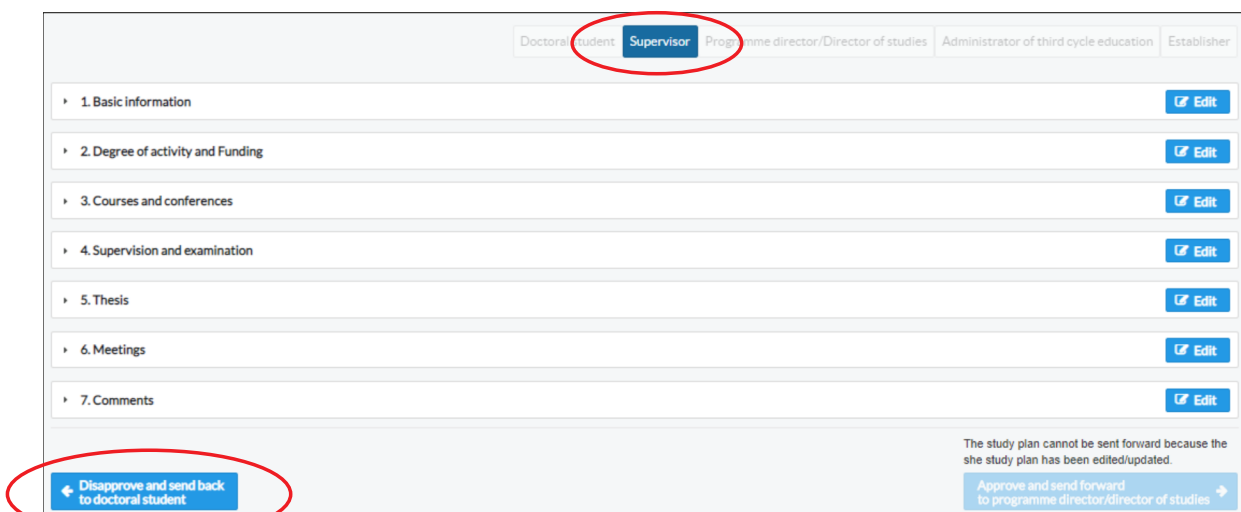 Doctoral student Supervisor Programme director/Director of studies Administrator of third cycle education Establisher
1. Basic information Edit
2. Degree of activity and Funding Edit
3. Courses and conferences Edit
4. Supervision and examination Edit
5. Thesis Edit
6. Meetings Edit
7. Comments Edit
The study plan cannot be sent forward because the
she study plan has been edited/updated.
Disapprove and send back
to doctoral student
Approve and send forward
to programme director/director of studies